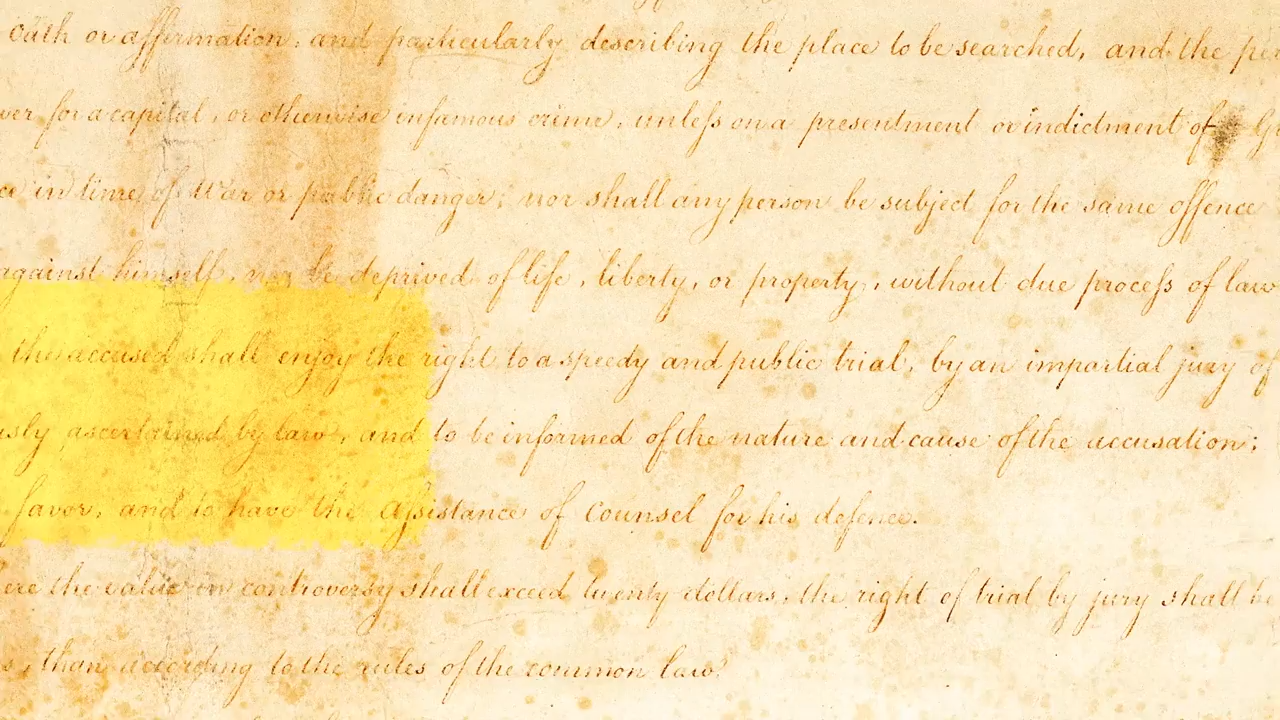 oath or affirmation, and particularly describing the place to be searched, and the pe
wer for a capital, or otherwise infamous crime, unleſs on a presentment or indictment of G
ce in time of War or public danger; nor shall any person be subject for the same offence
against himself, nor be deprived of life, liberty, or property, without due proceſs of law
the accused shall enjoy the right to a speedy and public trial, by an impartial jury of
usly ascertained by law, and to be informed of the nature and cause of the accusation;
favor, and to have the Aſsistance of Counsel for his defence.
ere the value in controversy shall exceed twenty dollars, the right of trial by jury shall be
s, than according to the rules of the common law.